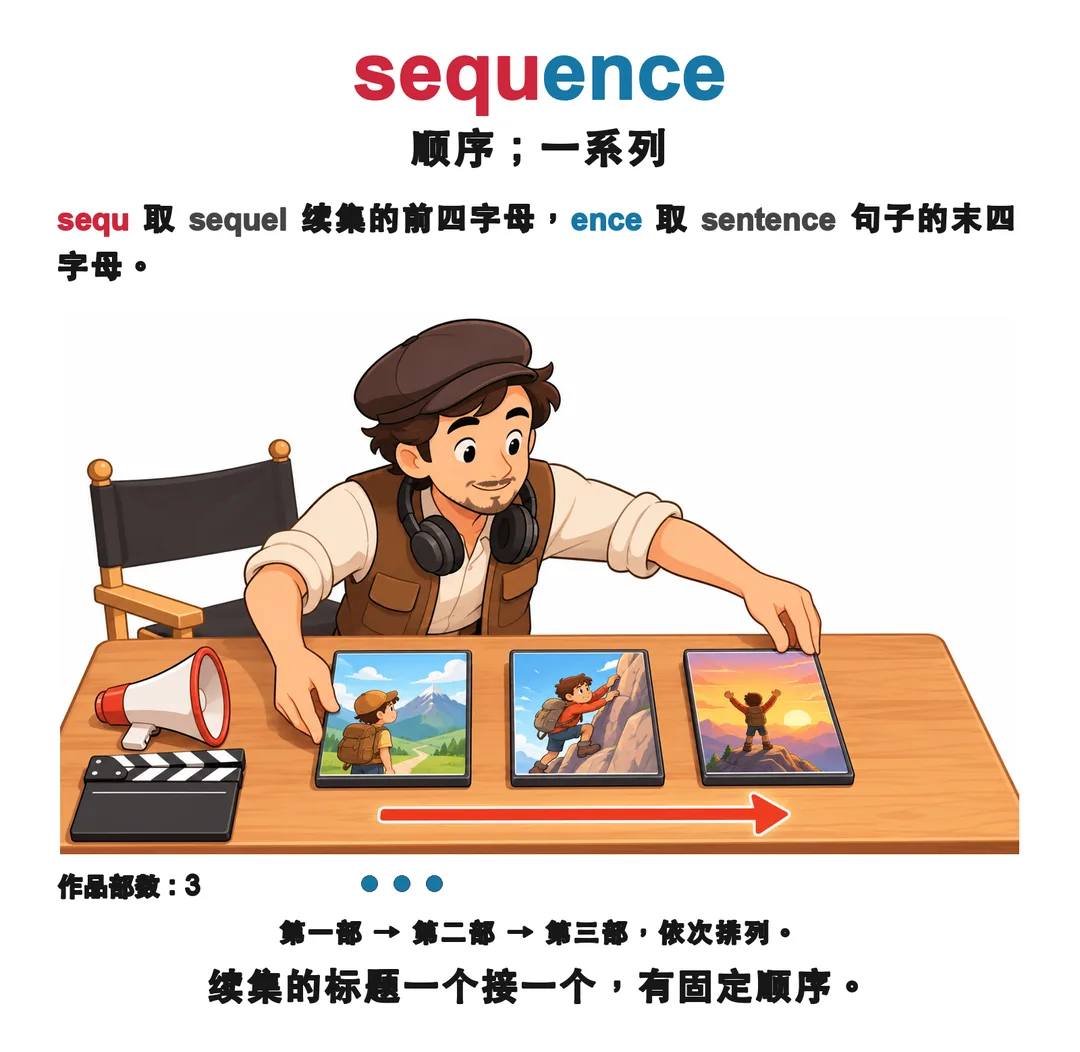 sequence
顺序；一系列
sequ 取 sequel 续集的前四字母，ence 取 sentence 句子的末四
字母。
作品部数：3
第一部 → 第二部 → 第三部，依次排列。
续集的标题一个接一个，有固定顺序。